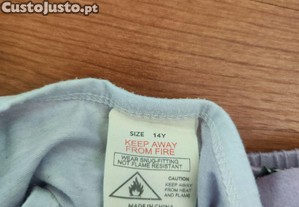 CustoJusto.pt
SIZE 14Y
KEEP AWAY
FROM FIRE
WEAR SNUG-FITTING
NOT FLAME RESISTANT
KEEP AWAY
FROM HEAT
AND FLAME
MADE IN CHINA